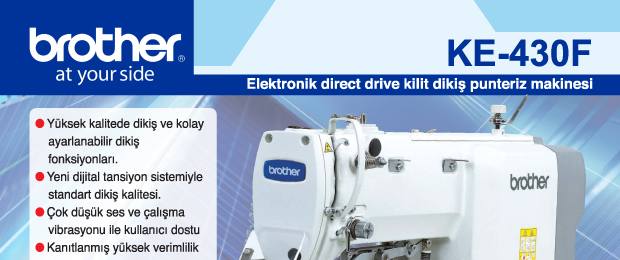 brother
at your side
KE-430F
Elektronik direct drive kilit dikiş punteriz makinesi
Yüksek kalitede dikiş ve kolay
ayarlanabilir dikiş
fonksiyonları.
Yeni dijital tansiyon sistemiyle
standart dikiş kalitesi.
Çok düşük ses ve çalışma
vibrasyonu ile kullanıcı dostu
Kanıtlanmış yüksek verimlilik
brother
brother